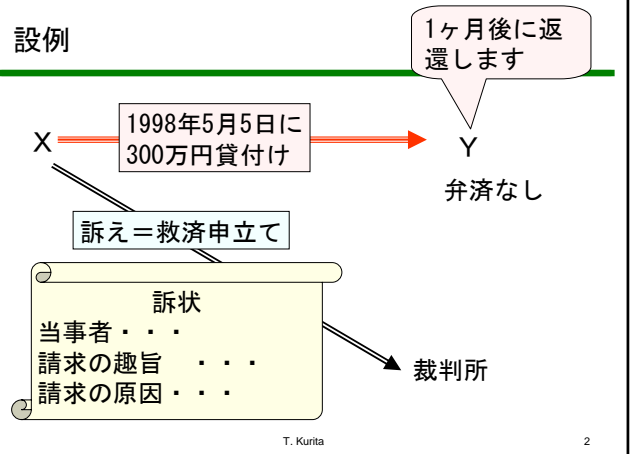 設例
1ヶ月後に返
還します
X
1998年5月5日に
300万円貸付け
Y
弁済なし
訴え＝救済申立て
訴状
当事者・・・
請求の趣旨　・・・
請求の原因・・・
裁判所
T. Kurita
2